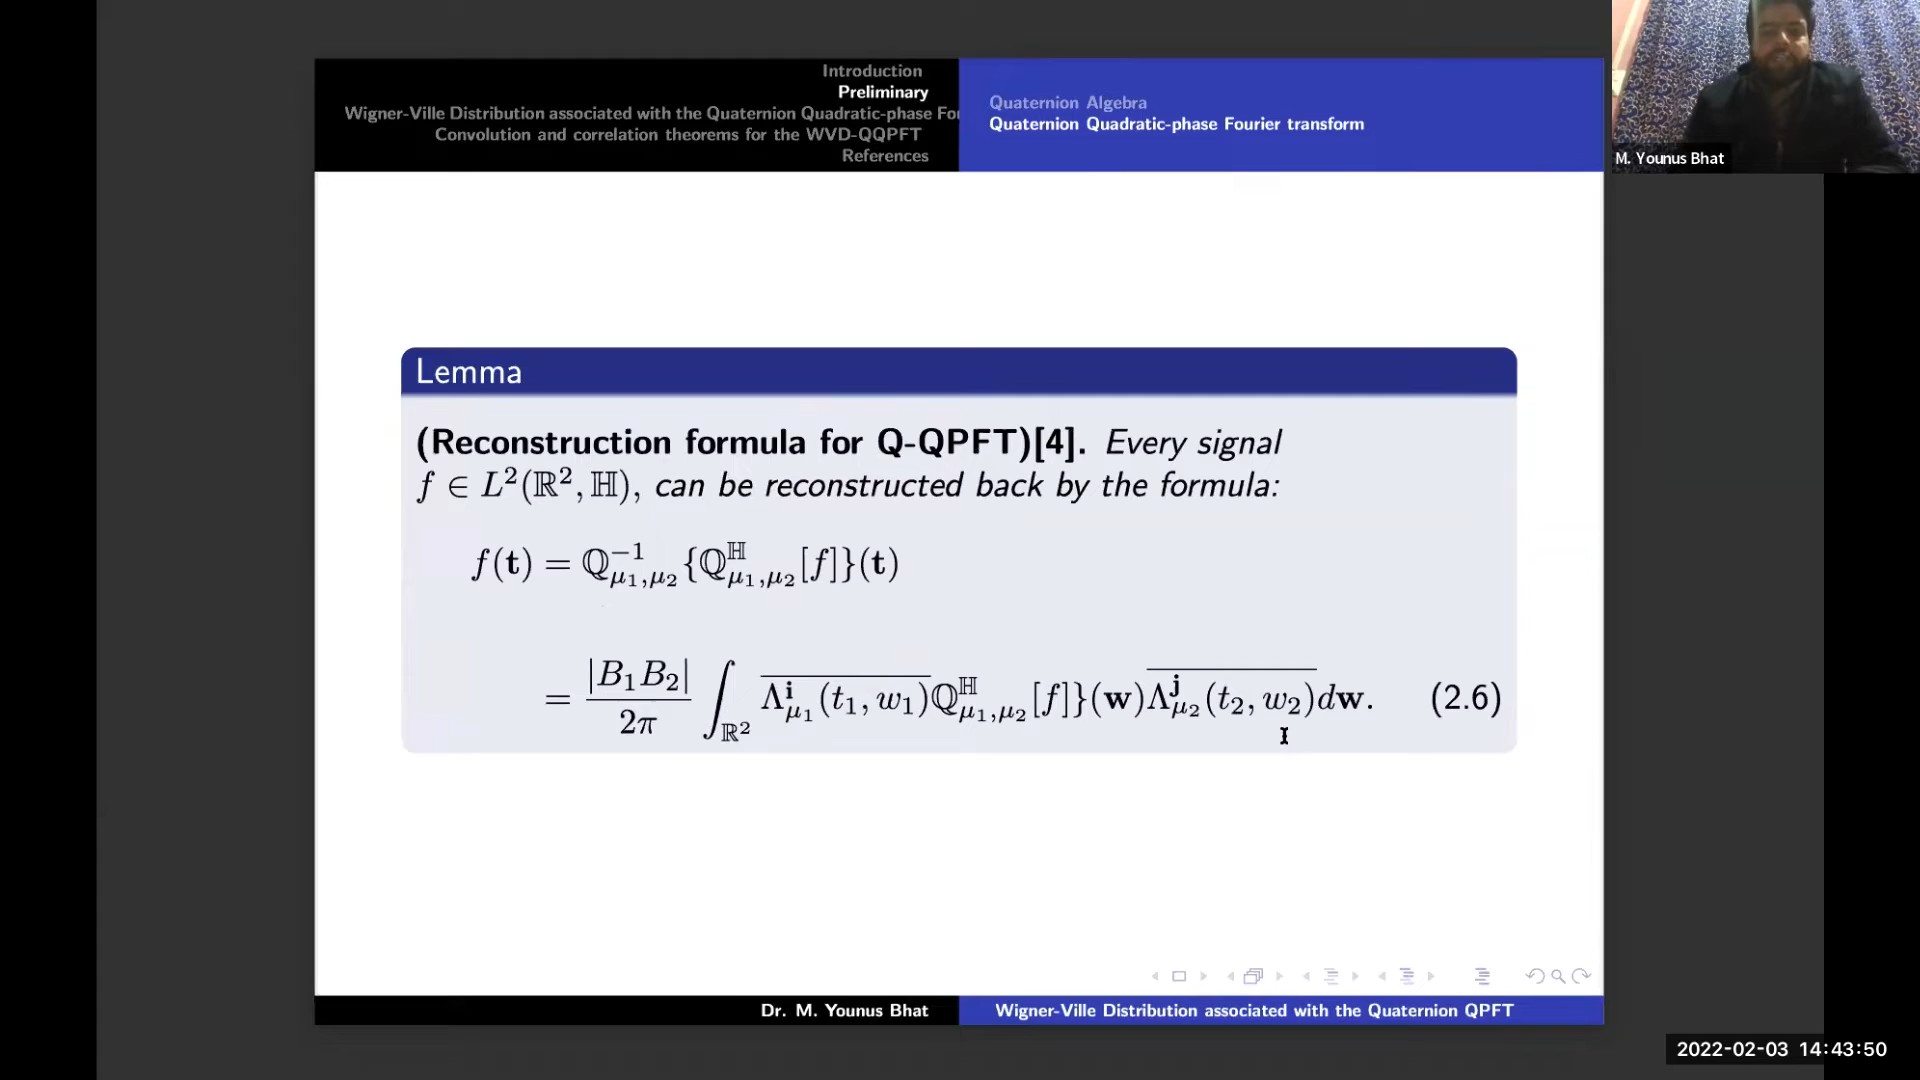 Introduction
Preliminary
Wigner-Ville Distribution associated with the Quaternion Quadratic-phase Fo
Convolution and correlation theorems for the WVD-QQPFT
References
Quaternion Algebra
Quaternion Quadratic-phase Fourier transform
M. Younus Bhat
Lemma
(Reconstruction formula for Q-QPFT)[4]. Every signal
f ∈ L²(ℝ², ℍ), can be reconstructed back by the formula:
f(𝐭) = ℚ⁻¹_{μ₁,μ₂}{ℚ^ℍ_{μ₁,μ₂}[f]}(𝐭)
= \frac{|B₁B₂|}{2π} ∫_{ℝ²} \overline{Λ^𝐢_{μ₁}(t₁, w₁)}ℚ^ℍ_{μ₁,μ₂}[f]}(𝐰)\overline{Λ^𝐣_{μ₂}(t₂, w₂)}d𝐰. (2.6)
Dr. M. Younus Bhat
Wigner-Ville Distribution associated with the Quaternion QPFT
2022-02-03 14:43:50